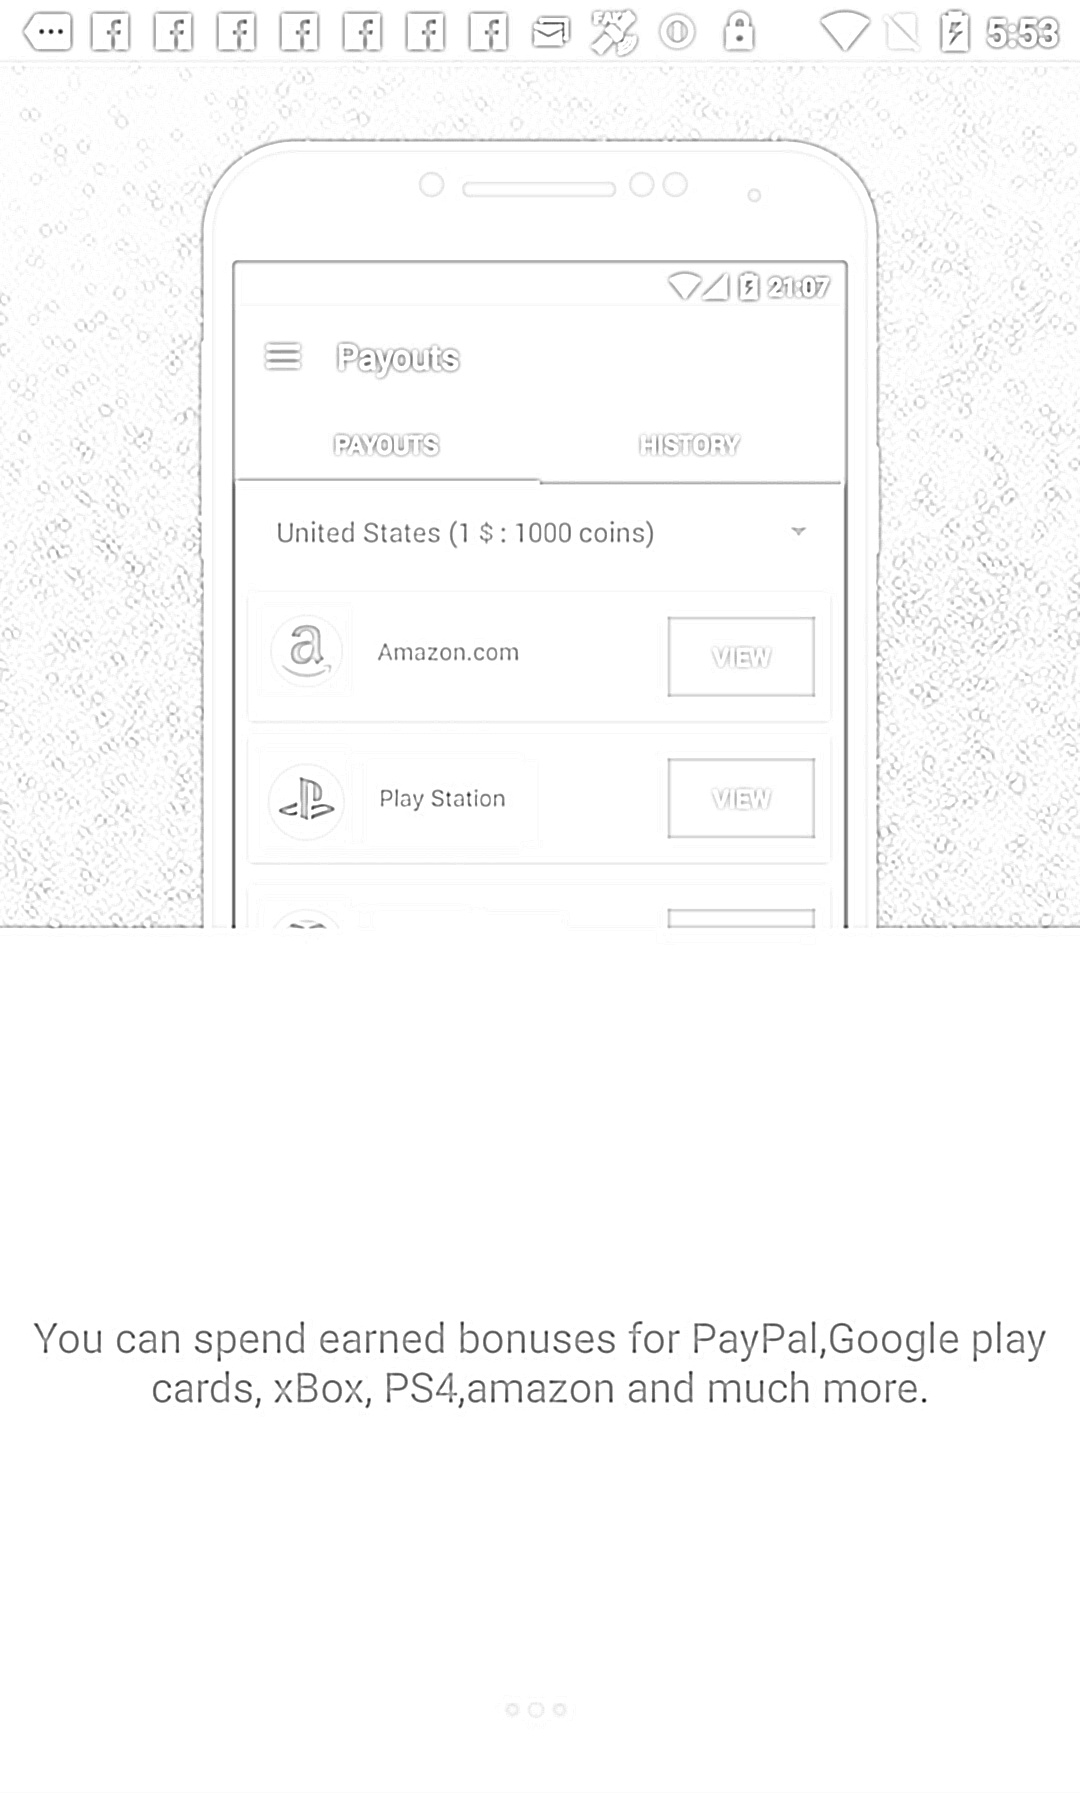 5:53
21:07
Payouts
PAYOUTS HISTORY
United States (1 $ : 1000 coins)
Amazon.com VIEW
Play Station VIEW
You can spend earned bonuses for PayPal,Google play
cards, xBox, PS4,amazon and much more.